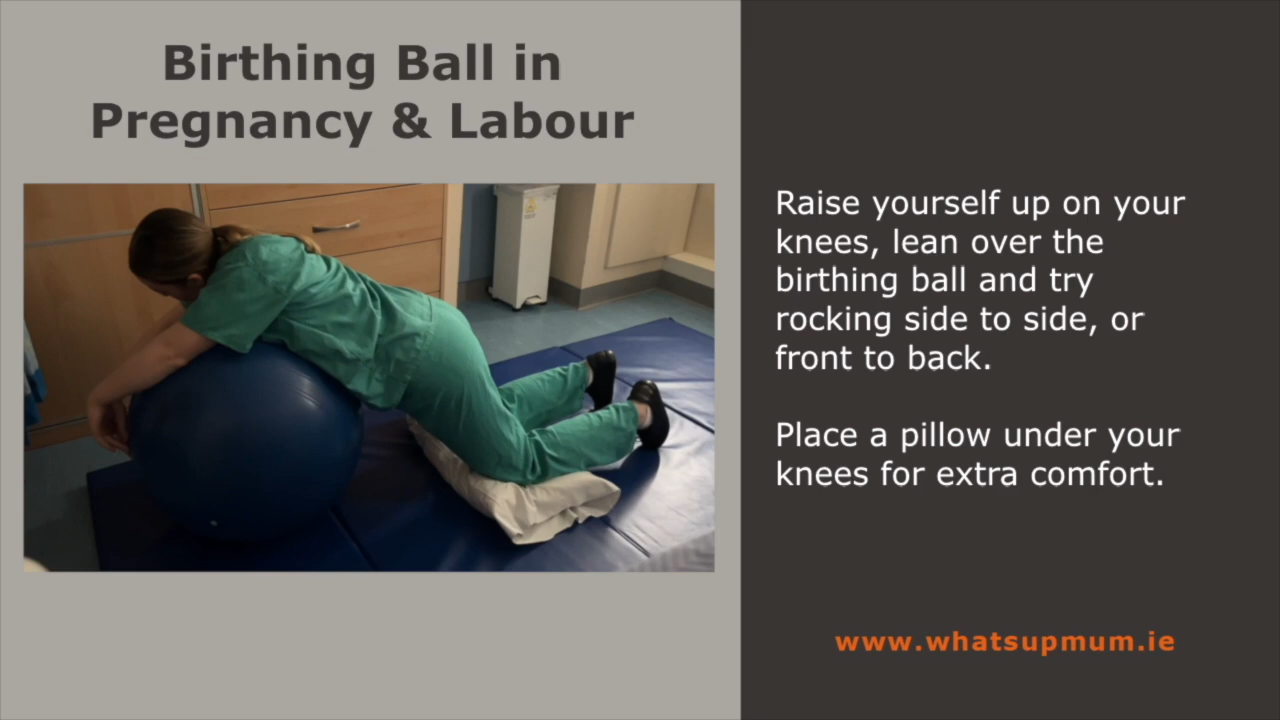 Birthing Ball in
Pregnancy & Labour
Raise yourself up on your
knees, lean over the
birthing ball and try
rocking side to side, or
front to back.
Place a pillow under your
knees for extra comfort.
www.whatsupmum.ie